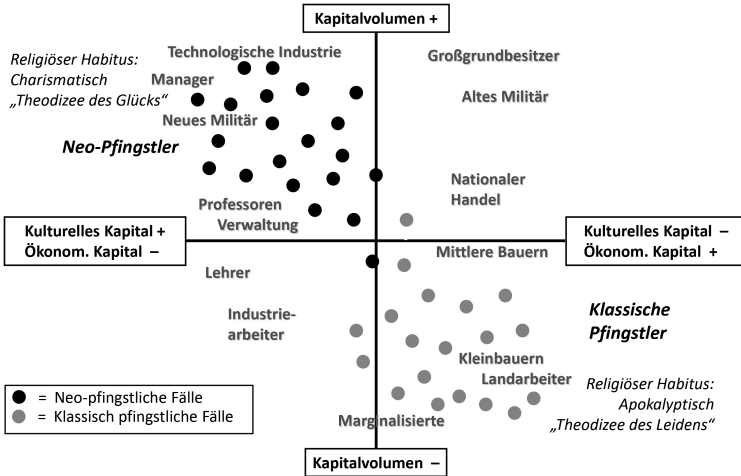 Kapitalvolumen +
Religiöser Habitus:
Charismatisch
„Theodizee des Glücks“
Technologische Industrie
Manager
Neues Militär
Neo-Pfingstler
Großgrundbesitzer
Altes Militär
Nationaler
Handel
Professoren
Verwaltung
Kulturelles Kapital +
Ökonom. Kapital –
Kulturelles Kapital –
Ökonom. Kapital +
Mittlere Bauern
Lehrer
Industrie-
arbeiter
Klassische
Pfingstler
Kleinbauern
Landarbeiter
Religiöser Habitus:
Apokalyptisch
„Theodizee des Leidens“
= Neo-pfingstliche Fälle
= Klassisch pfingstliche Fälle
Marginalisierte
Kapitalvolumen –